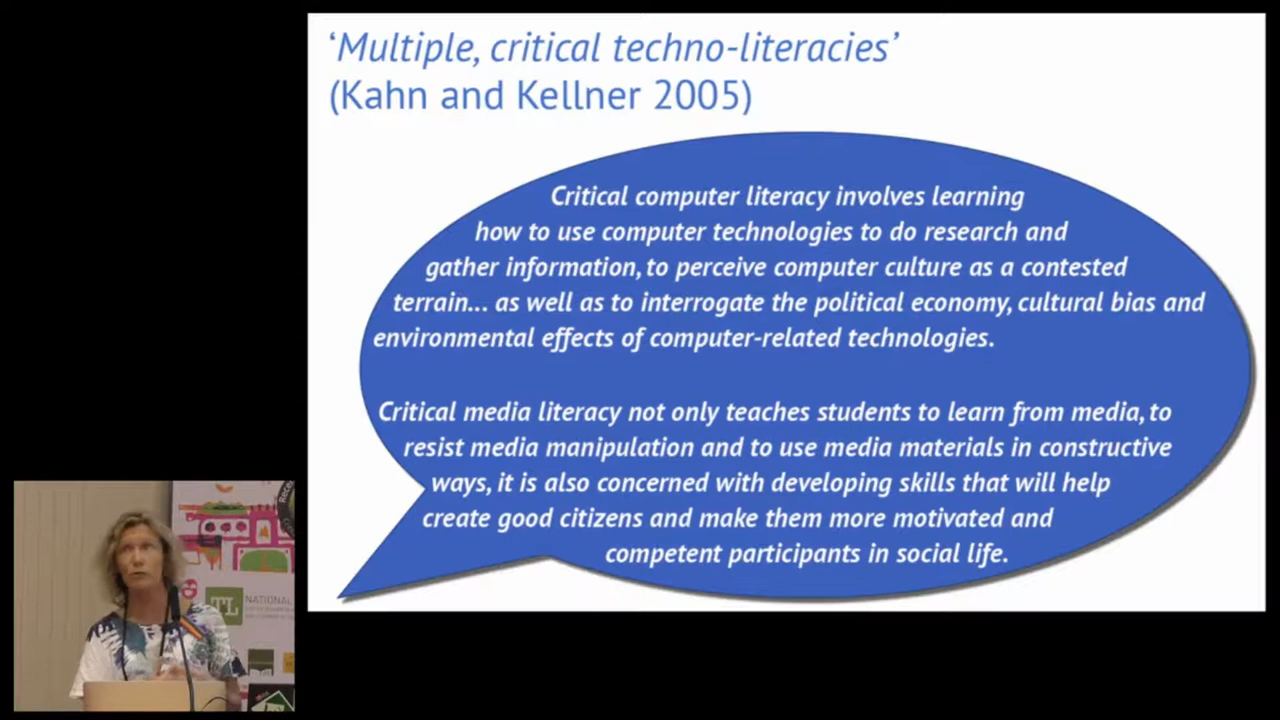 ‘Multiple, critical techno-literacies’
(Kahn and Kellner 2005)
Critical computer literacy involves learning
how to use computer technologies to do research and
gather information, to perceive computer culture as a contested
terrain... as well as to interrogate the political economy, cultural bias and
environmental effects of computer-related technologies.
Critical media literacy not only teaches students to learn from media, to
resist media manipulation and to use media materials in constructive
ways, it is also concerned with developing skills that will help
create good citizens and make them more motivated and
competent participants in social life.
TL
NATIONAL